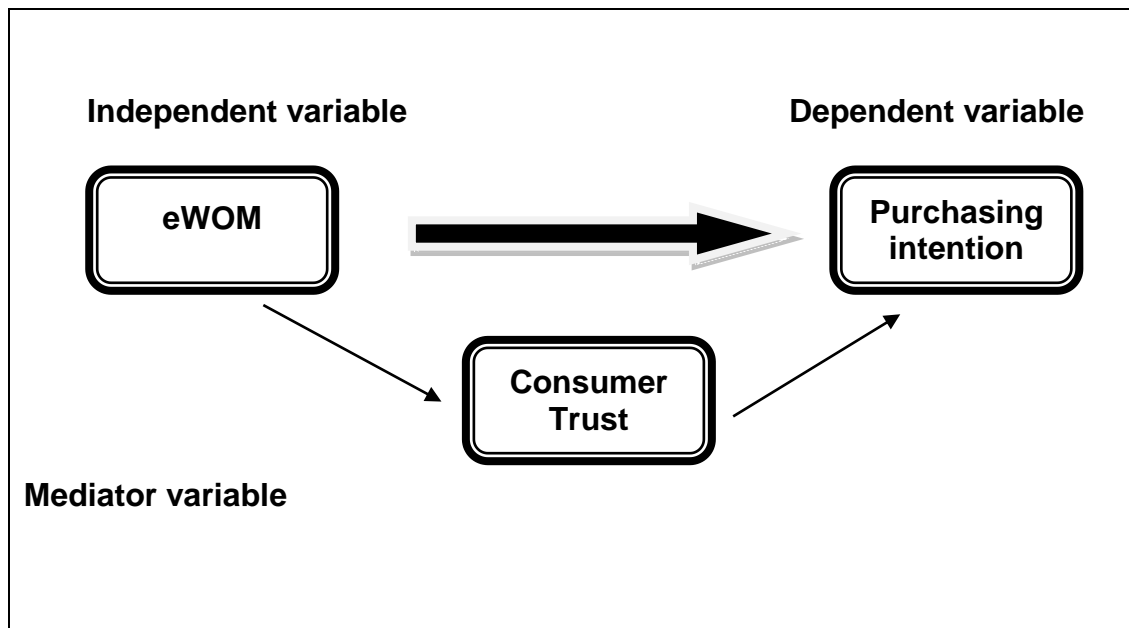 Independent variable
Dependent variable
eWOM
Purchasing
intention
Consumer
Trust
Mediator variable